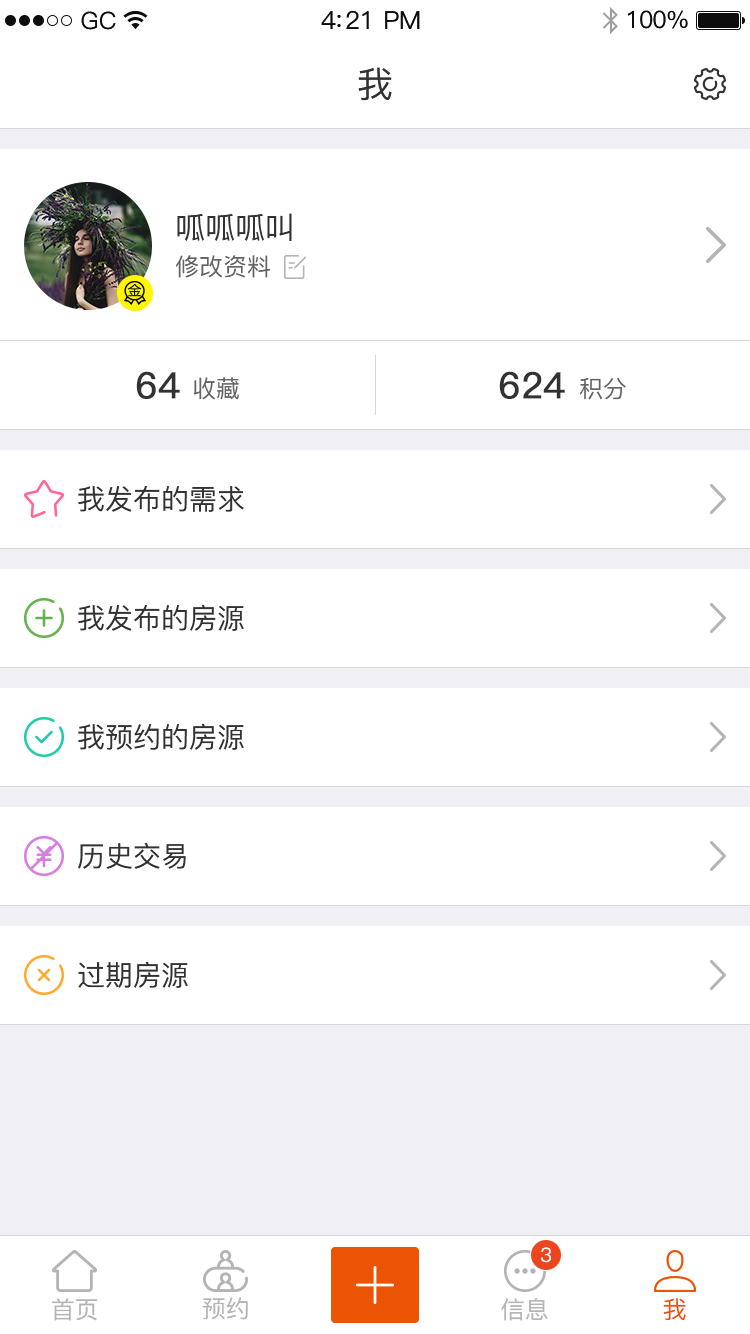 GC 4:21 PM 100%
我
呱呱呱叫
修改资料
金
64 收藏 624 积分
我发布的需求
我发布的房源
我预约的房源
历史交易
过期房源
3
首页 预约 信息 我